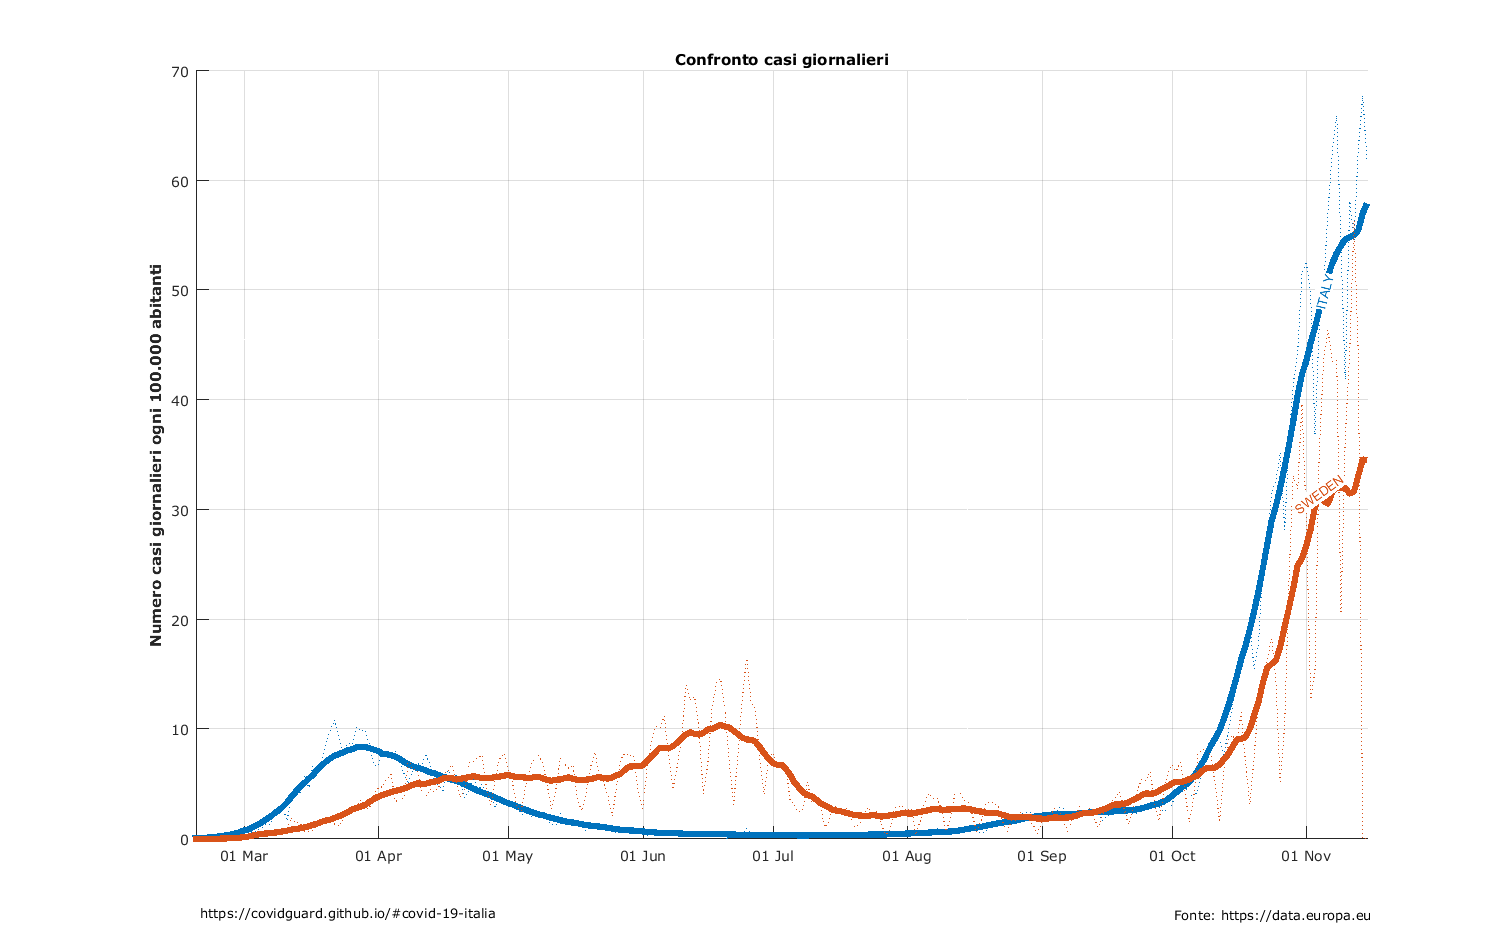 Confronto casi giornalieri
Numero casi giornalieri ogni 100.000 abitanti
70
60
50
40
30
20
10
0
ITALY
SWEDEN
01 Mar
01 Apr
01 May
01 Jun
01 Jul
01 Aug
01 Sep
01 Oct
01 Nov
https://covidguard.github.io/#covid-19-italia
Fonte: https://data.europa.eu